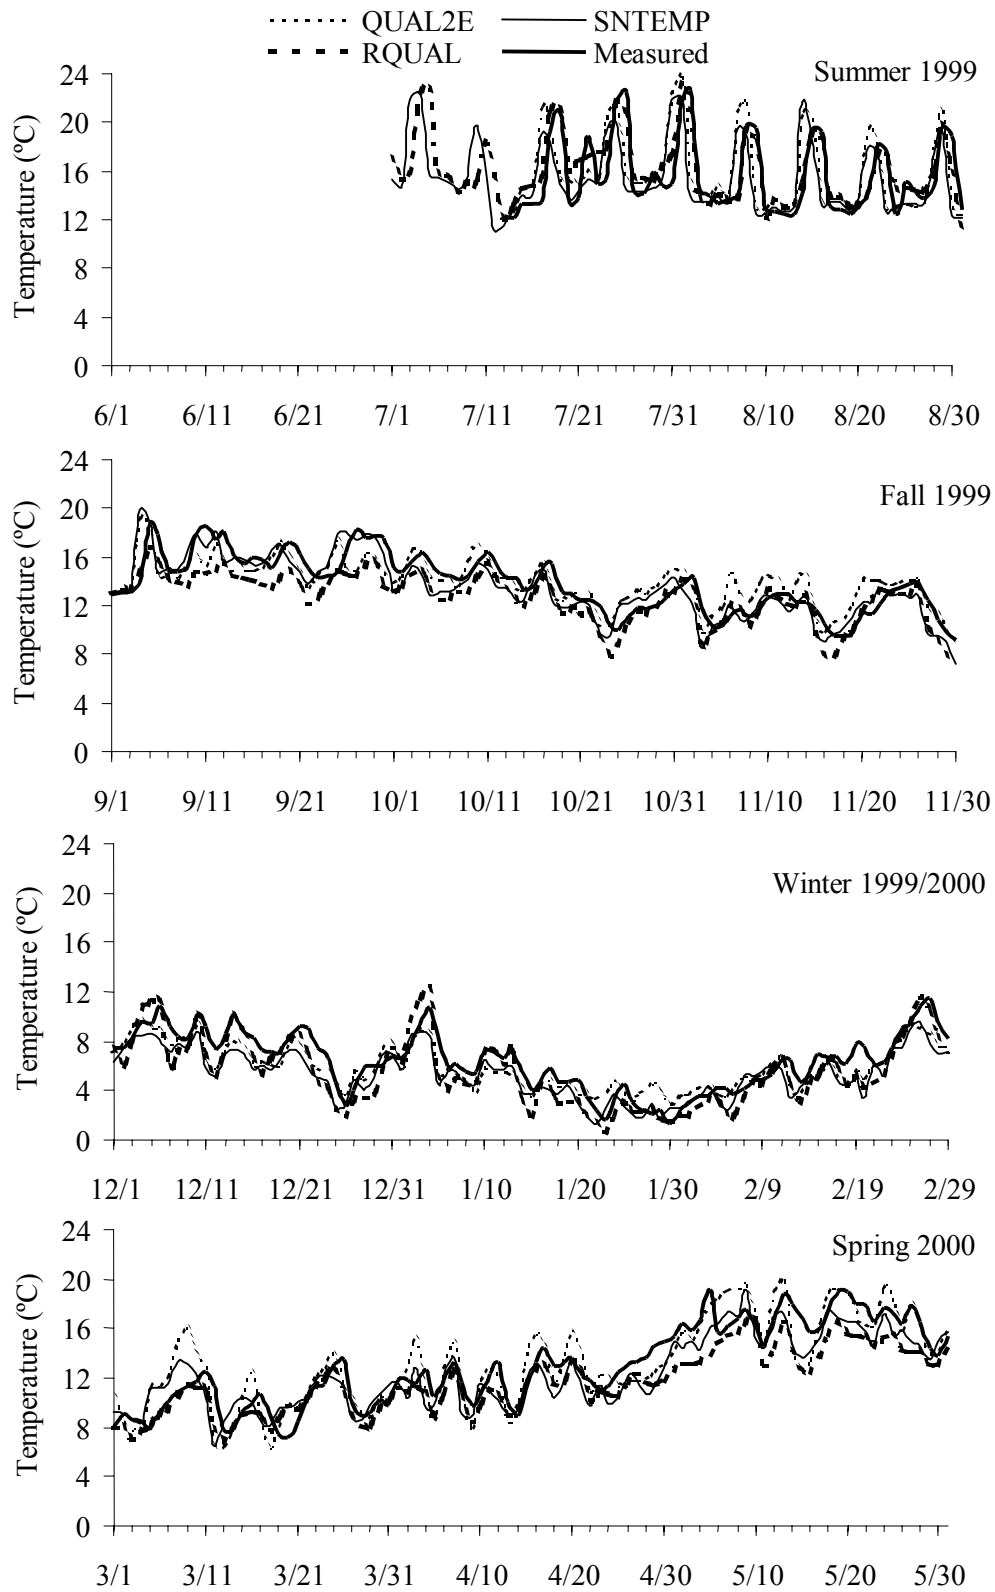 QUAL2E SNTEMP
RQUAL Measured
Summer 1999
Temperature (ºC)
24
20
16
12
8
4
0
6/1 6/11 6/21 7/1 7/11 7/21 7/31 8/10 8/20 8/30
Fall 1999
Temperature (ºC)
24
20
16
12
8
4
0
9/1 9/11 9/21 10/1 10/11 10/21 10/31 11/10 11/20 11/30
Winter 1999/2000
Temperature (ºC)
24
20
16
12
8
4
0
12/1 12/11 12/21 12/31 1/10 1/20 1/30 2/9 2/19 2/29
Spring 2000
Temperature (ºC)
24
20
16
12
8
4
0
3/1 3/11 3/21 3/31 4/10 4/20 4/30 5/10 5/20 5/30